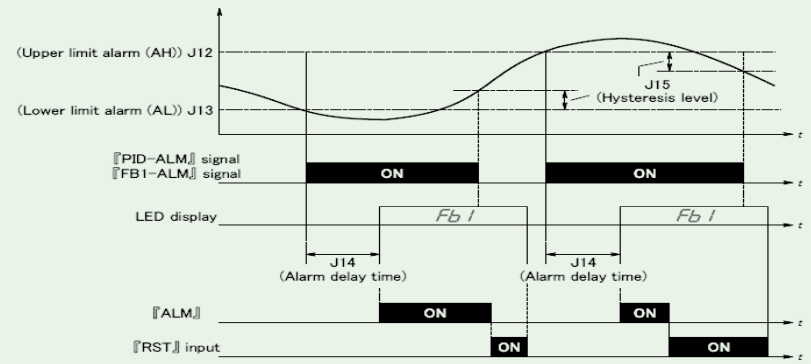 (Upper limit alarm (AH)) J12
J15
(Hysteresis level)
(Lower limit alarm (AL)) J13
t
『PID-ALM』 signal
『FB1-ALM』 signal
ON
ON
t
LED display
Fb 1
Fb 1
t
J14
(Alarm delay time)
J14
(Alarm delay time)
『ALM』
ON
ON
t
『RST』 input
ON
ON
t